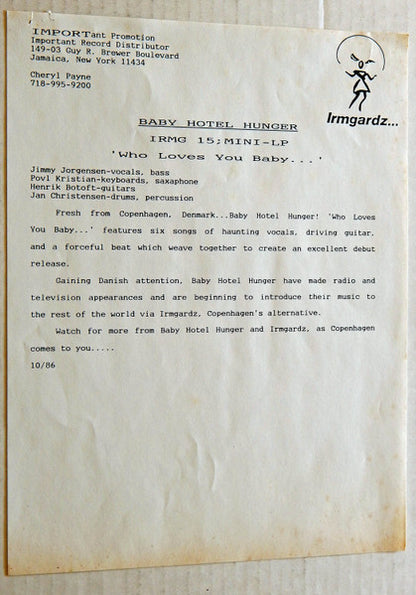 IMPORTant Promotion
Important Record Distributor
149-03 Guy R. Brewer Boulevard
Jamaica, New York 11434
Cheryl Payne
718-995-9200
Irmgardz...
BABY HOTEL HUNGER
IRMG 15;MINI-LP
'Who Loves You Baby...'
Jimmy Jorgensen-vocals, bass
Povl Kristian-keyboards, saxaphone
Henrik Botoft-guitars
Jan Christensen-drums, percussion
Fresh from Copenhagen, Denmark...Baby Hotel Hunger! 'Who Loves
You Baby...' features six songs of haunting vocals, driving guitar,
and a forceful beat which weave together to create an excellent debut
release.
Gaining Danish attention, Baby Hotel Hunger have made radio and
television appearances and are beginning to introduce their music to
the rest of the world via Irmgardz, Copenhagen's alternative.
Watch for more from Baby Hotel Hunger and Irmgardz, as Copenhagen
comes to you.....
10/86